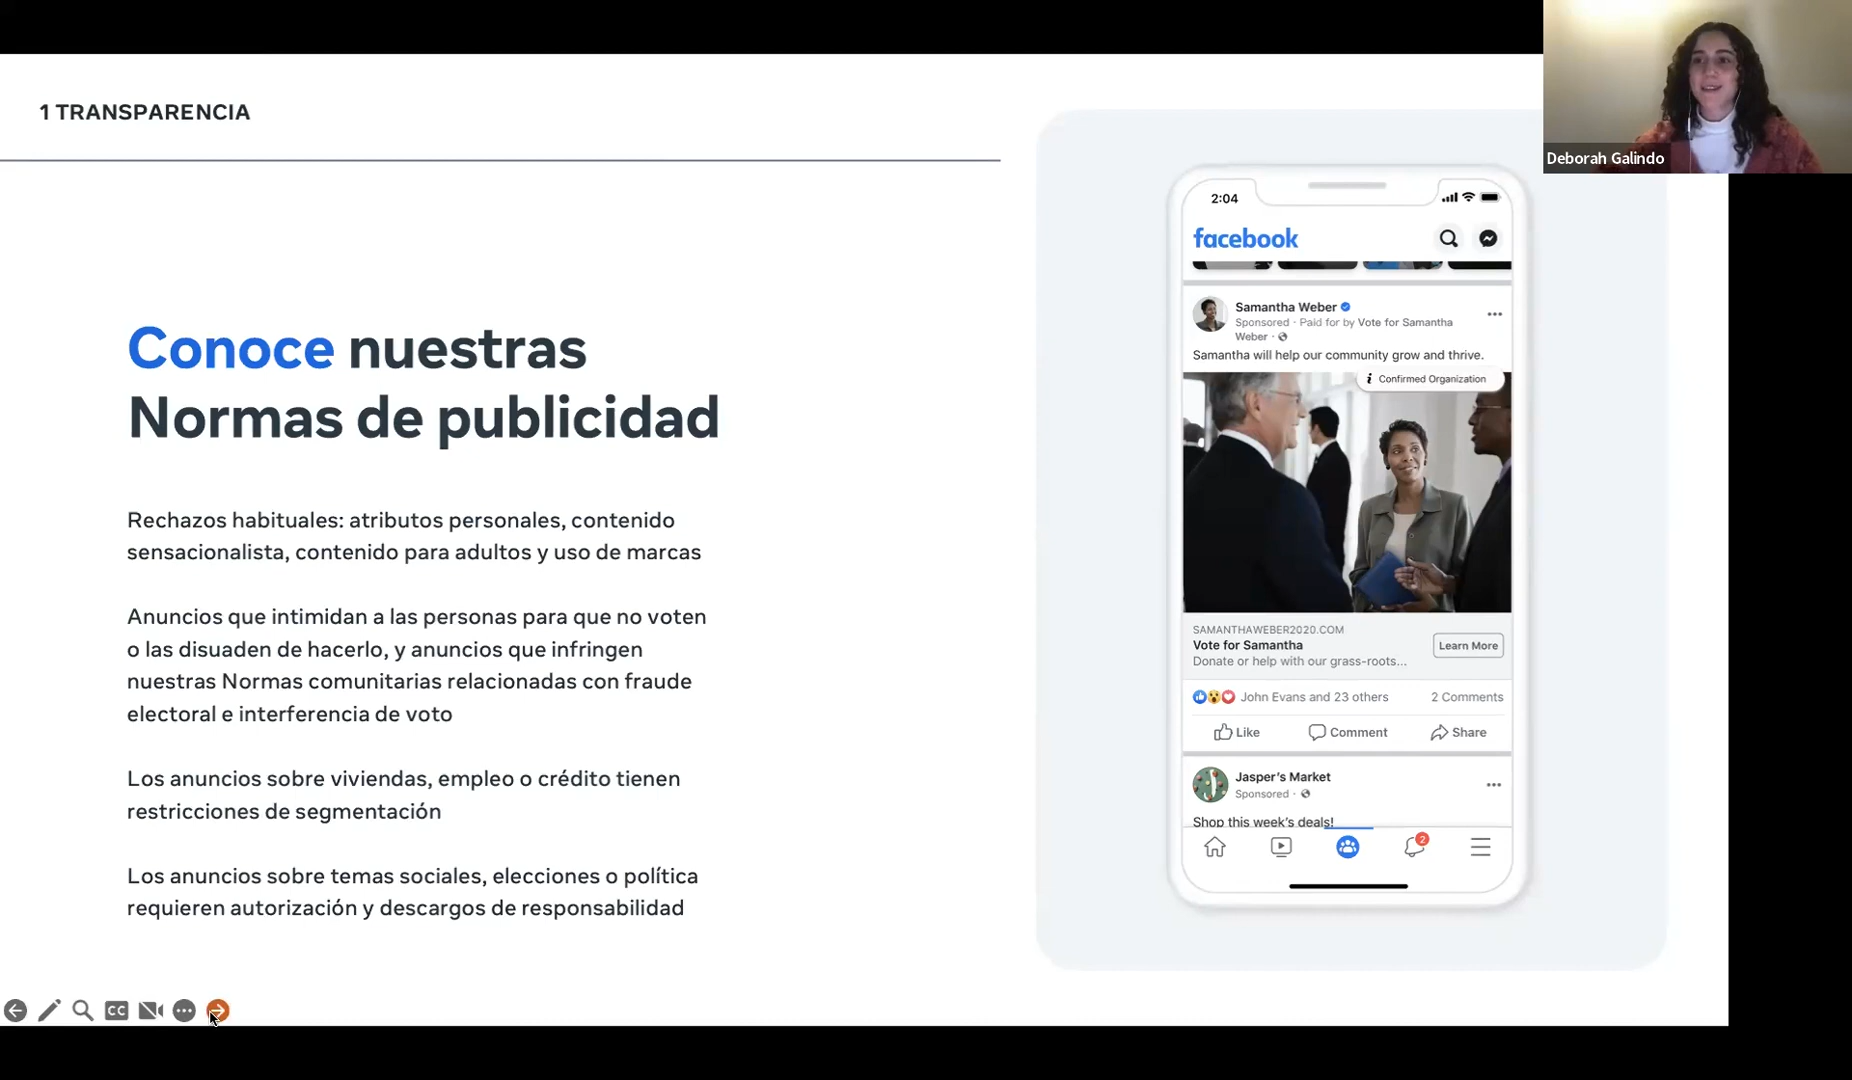 1 TRANSPARENCIA
Conoce nuestras
Normas de publicidad
Rechazos habituales: atributos personales, contenido
sensacionalista, contenido para adultos y uso de marcas
Anuncios que intimidan a las personas para que no voten
o las disuaden de hacerlo, y anuncios que infringen
nuestras Normas comunitarias relacionadas con fraude
electoral e interferencia de voto
Los anuncios sobre viviendas, empleo o crédito tienen
restricciones de segmentación
Los anuncios sobre temas sociales, elecciones o política
requieren autorización y descargos de responsabilidad
CC
2:04
facebook
Samantha Weber
Sponsored · Paid for by Vote for Samantha
Weber ·
Samantha will help our community grow and thrive.
i Confirmed Organization
SAMANTHAWEBER2020.COM
Vote for Samantha
Donate or help with our grass-roots...
Learn More
John Evans and 23 others 2 Comments
Like Comment Share
Jasper's Market
Sponsored ·
Shop this week's deals!
2
Deborah Galindo